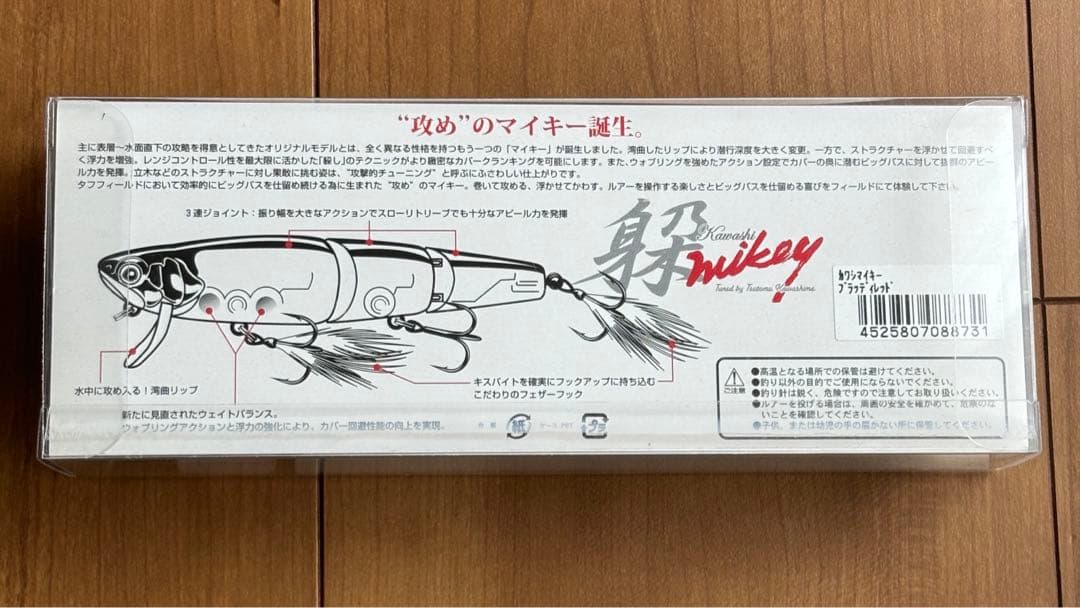 “攻め”のマイキー誕生。
主に表層～水面直下の攻略を得意としてきたオリジナルモデルとは、全く異なる性格を持つもう一つの「マイキー」が誕生しました。湾曲したリップにより潜行深度を大きく変更。一方で、ストラクチャーを浮かせて回避すべ
く浮力を増強。レンジコントロール性を最大限に活かした「躱し」のテクニックがより緻密なカバークランキングを可能にします。また、ウォブリングを強めたアクション設定でカバーの奥に潜むビッグバスに対して抜群のアピー
ル力を発揮。立木などのストラクチャーに対し果敢に挑む姿は、“攻撃的チューニング”と呼ぶにふさわしい仕上がりです。
タフフィールドにおいて効率的にビッグバスを仕留め続ける為に生まれた“攻め”のマイキー。巻いて攻める、浮かせてかわす。ルアーを操作する楽しさとビッグバスを仕留める喜びをフィールドにて体験して下さい。
3連ジョイント：振り幅を大きなアクションでスローリトリーブでも十分なアピール力を発揮
躱
Kawashi
mikey
Tuned by Tsutomu Kawashima
カワシマイキー
ブラッディレッド
4525807088731
水中に攻め入る！湾曲リップ
キスバイトを確実にフックアップに持ち込む
こだわりのフェザーフック
新たに見直されたウェイトバランス。
ウォブリングアクションと浮力の強化により、カバー回避性能の向上を実現。
台紙
紙
ケース:PET
プラ
ご注意
●高温となる場所での保管は避けてください。
●釣り以外の目的でご使用にならないでください。
●釣り針は鋭く、危険ですので注意してお取り扱いください。
●ルアーを投げる場合は、周囲の安全を確かめて、危険のな
いことを確認してください。
●子供、または幼児の手の届かない所に保管してください。